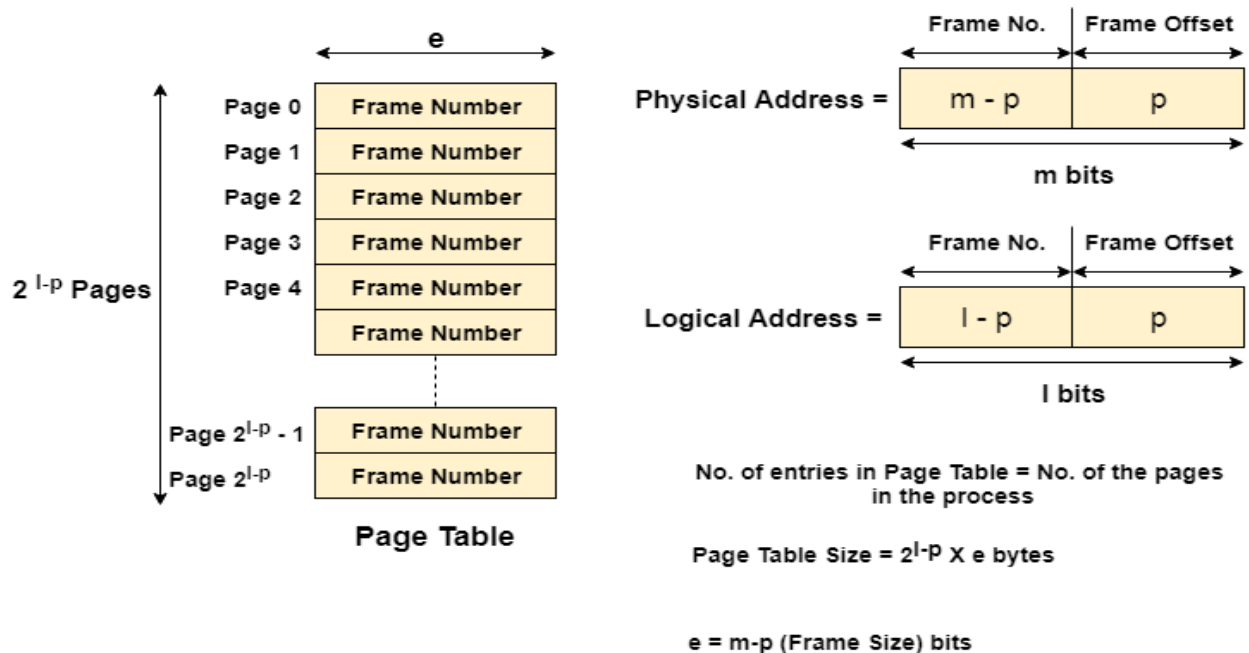 e
Page 0 Frame Number
Page 1 Frame Number
Page 2 Frame Number
Page 3 Frame Number
Page 4 Frame Number
Frame Number
2 l-p Pages
Page 2l-p - 1 Frame Number
Page 2l-p Frame Number
Page Table
Frame No. Frame Offset
Physical Address = m - p p
m bits
Frame No. Frame Offset
Logical Address = l - p p
l bits
No. of entries in Page Table = No. of the pages
in the process
Page Table Size = 2l-p X e bytes
e = m-p (Frame Size) bits